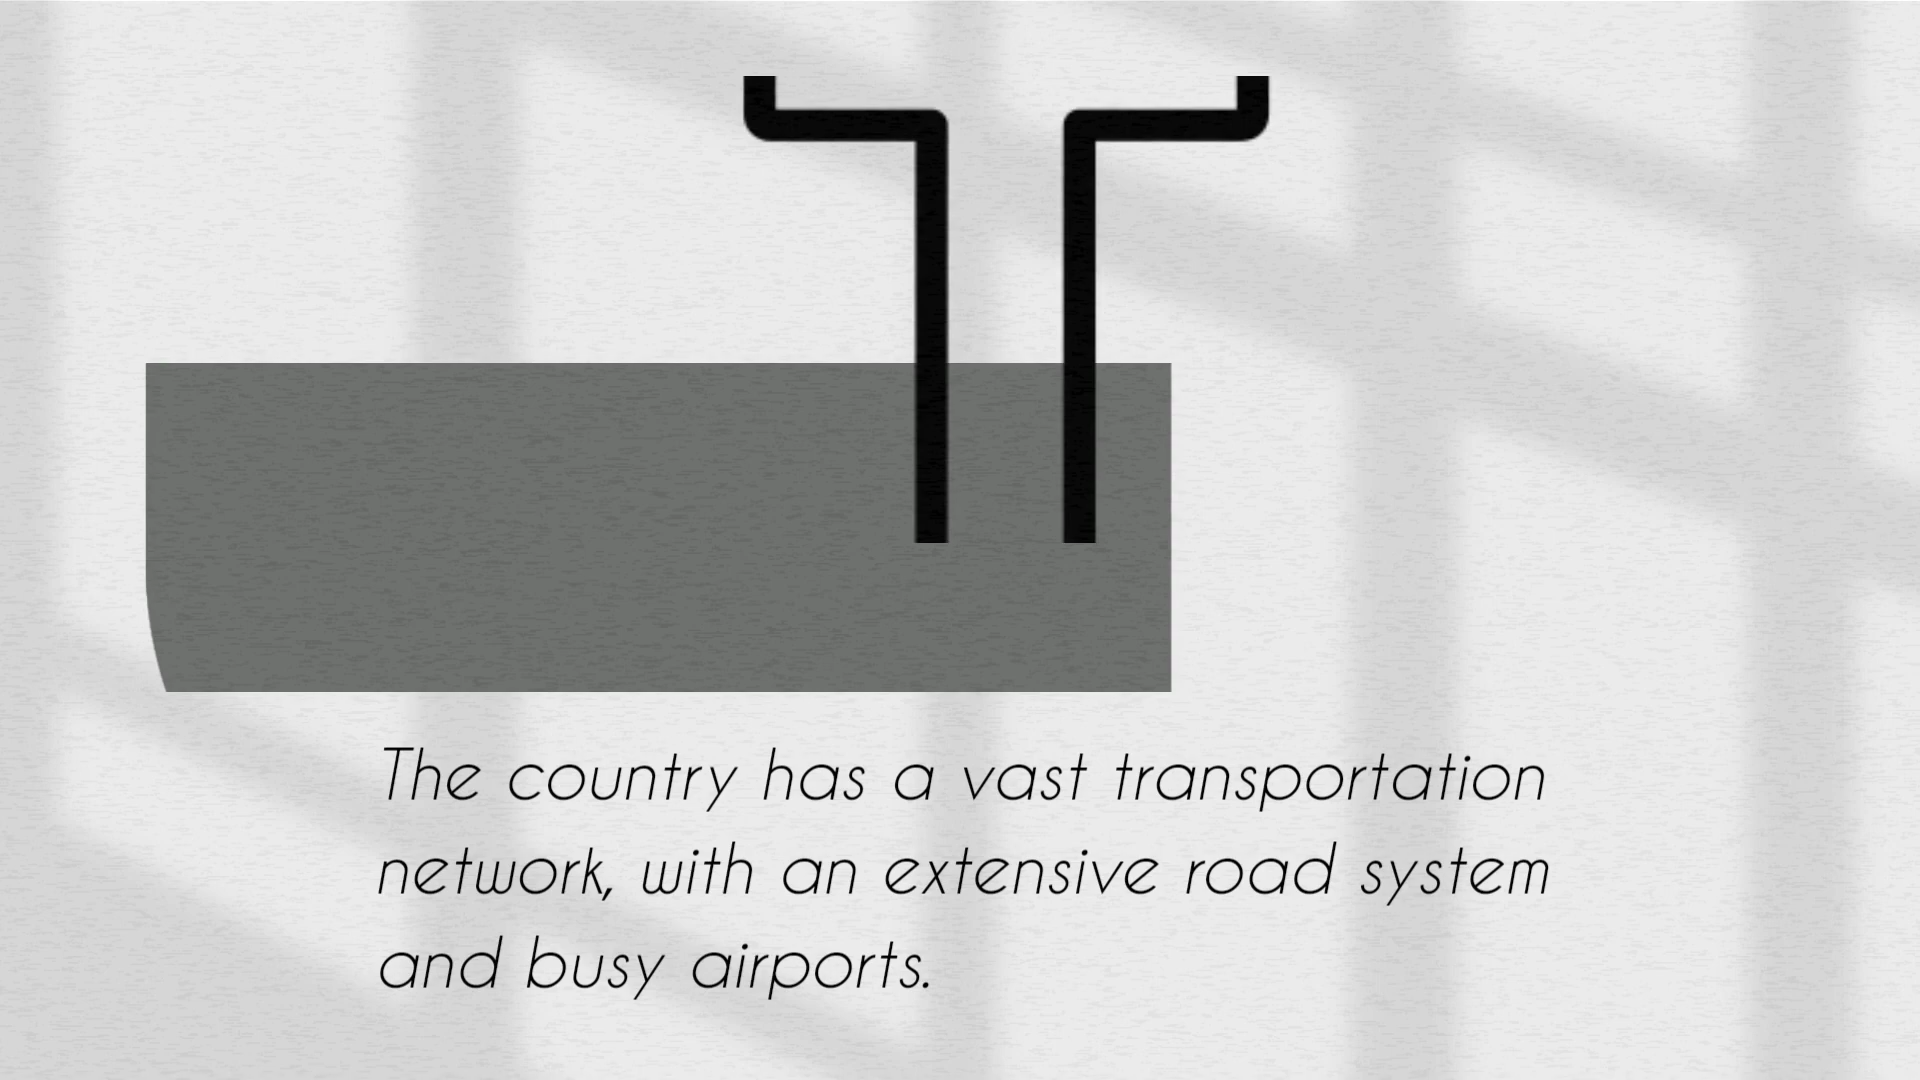 The country has a vast transportation
network, with an extensive road system
and busy airports.